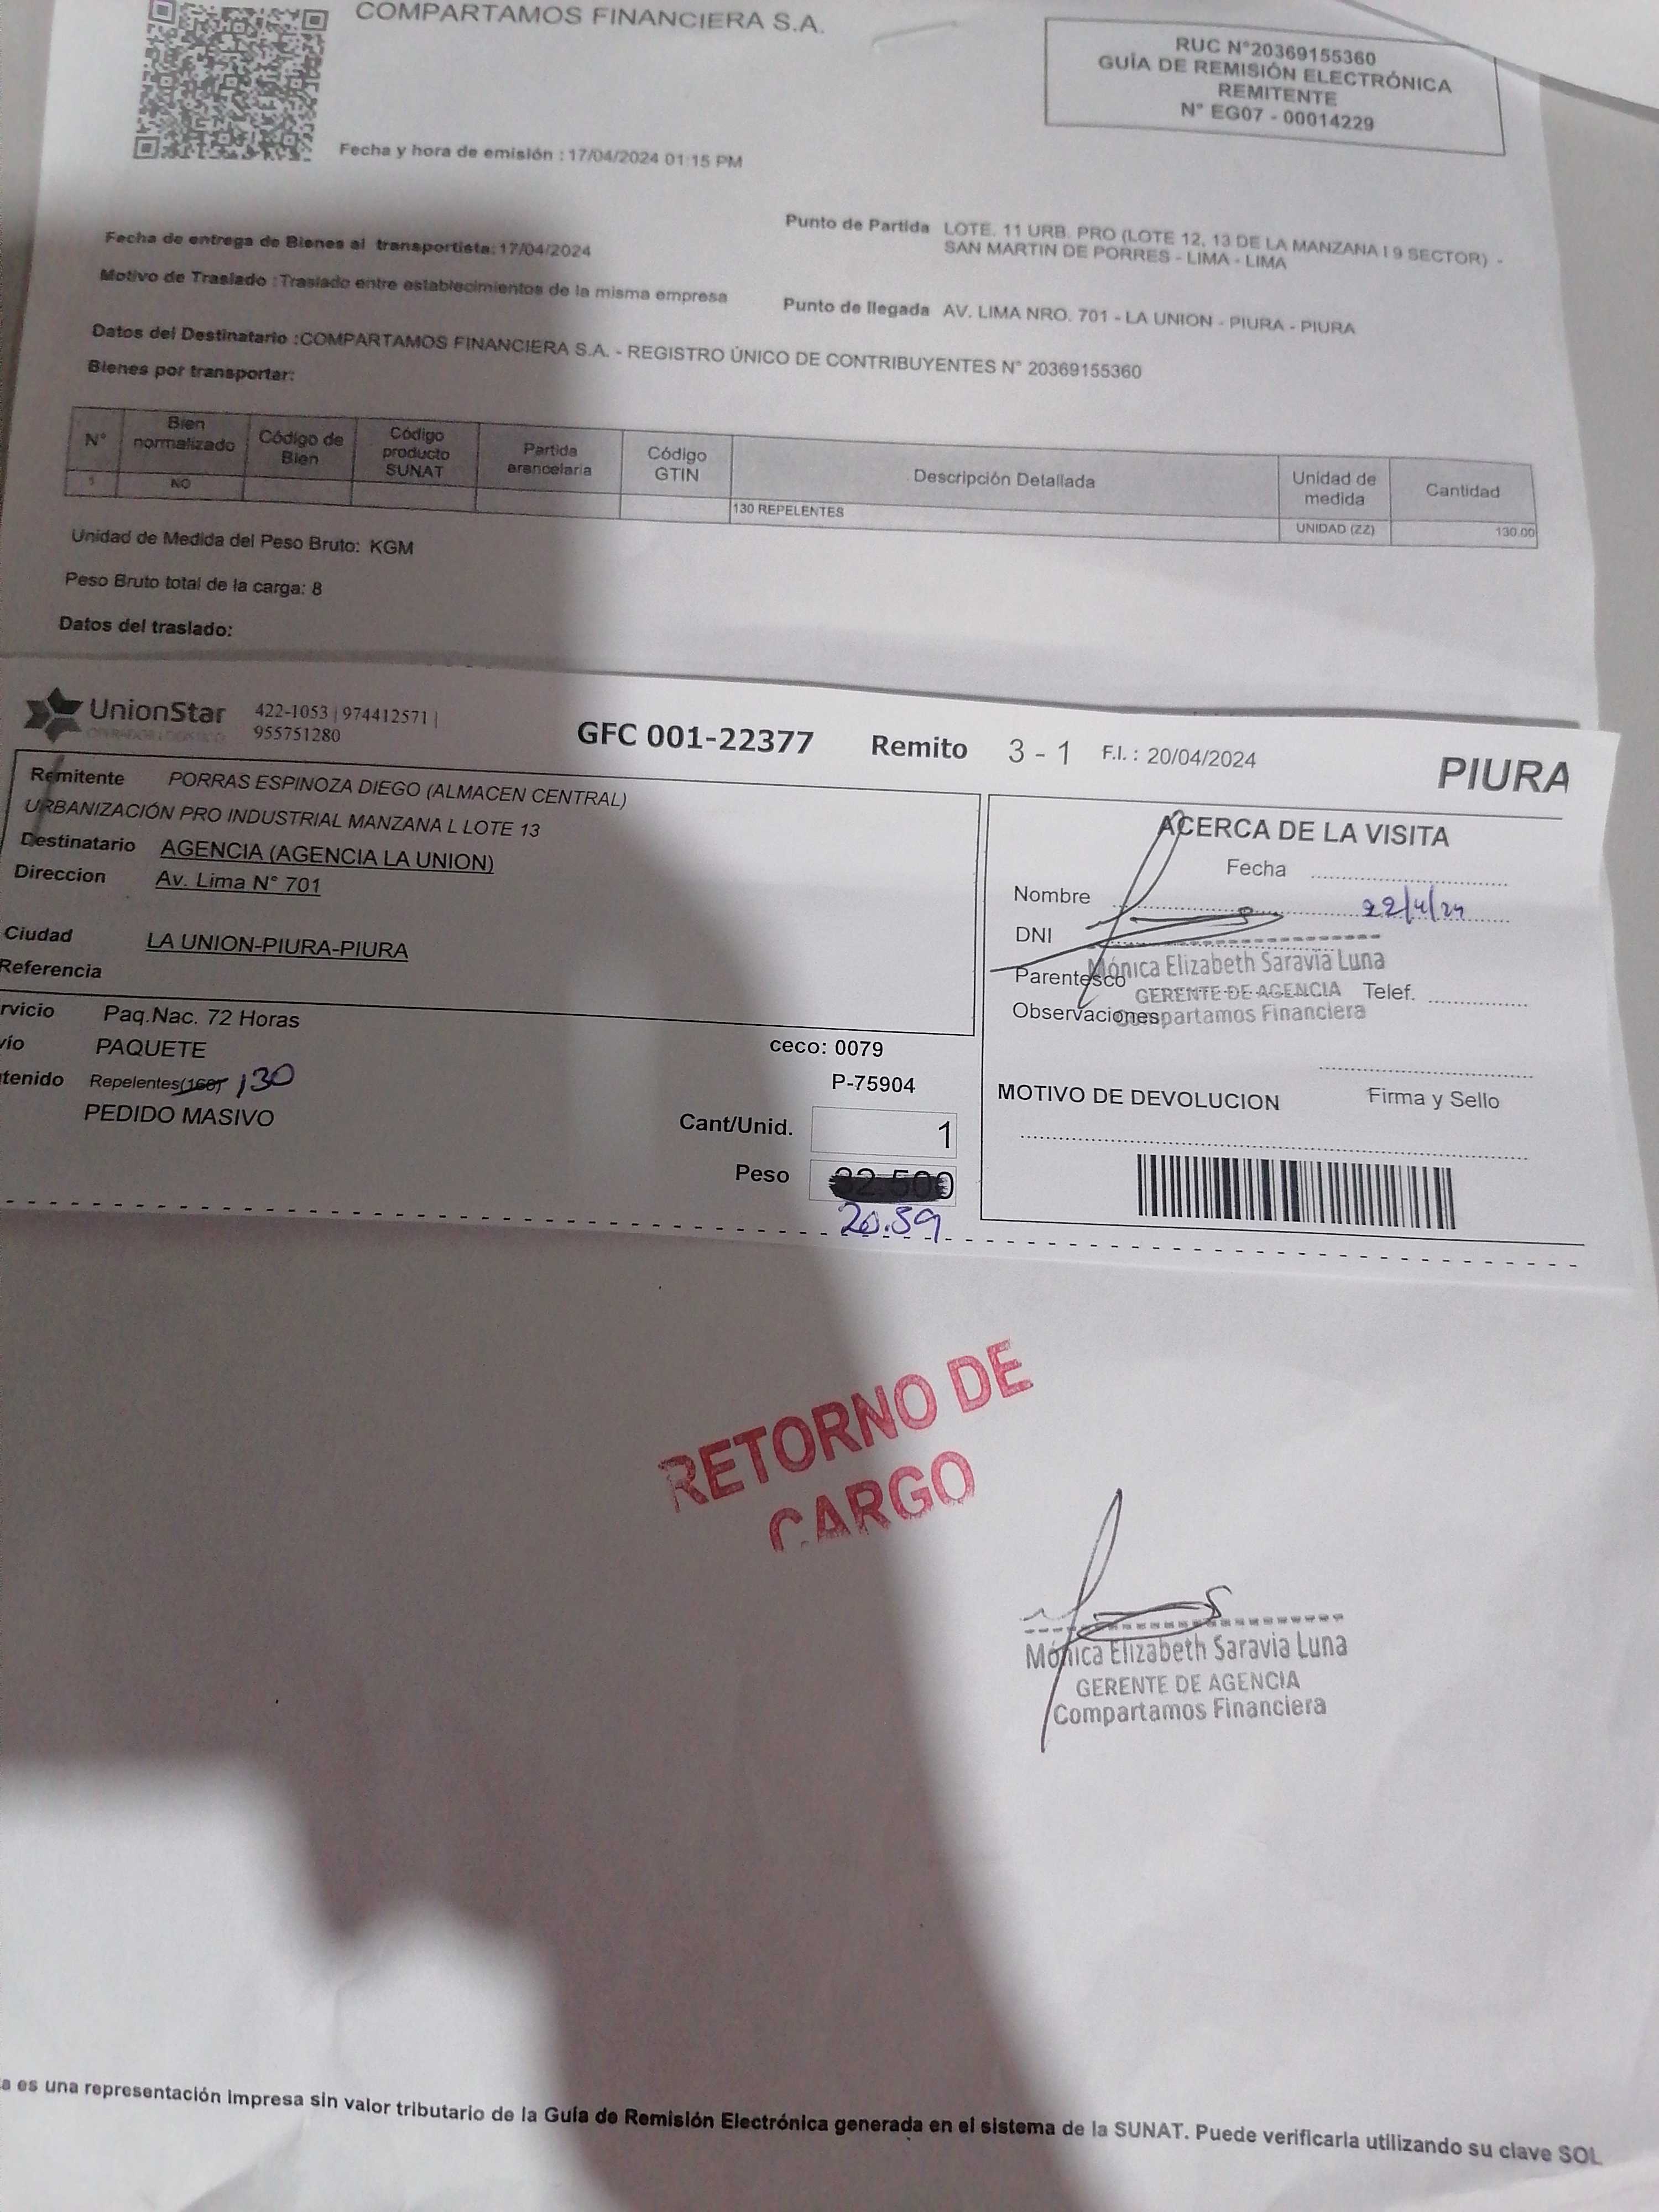 COMPARTAMOS FINANCIERA S.A.
RUC N°20369155360
GUÍA DE REMISIÓN ELECTRÓNICA
REMITENTE
N° EG07 - 00014229
Fecha y hora de emisión : 17/04/2024 01:15 PM
Fecha de entrega de Bienes al transportista: 17/04/2024
Motivo de Traslado : Traslado entre establecimientos de la misma empresa
Punto de Partida LOTE. 11 URB. PRO (LOTE 12, 13 DE LA MANZANA I 9 SECTOR) -
SAN MARTIN DE PORRES - LIMA - LIMA
Punto de llegada AV. LIMA NRO. 701 - LA UNION - PIURA - PIURA
Datos del Destinatario :COMPARTAMOS FINANCIERA S.A. - REGISTRO ÚNICO DE CONTRIBUYENTES N° 20369155360
Bienes por transportar:
N° Bien normalizado Código de Bien Código producto SUNAT Partida arancelaria Código GTIN Descripción Detallada Unidad de medida Cantidad
1 NO 130 REPELENTES UNIDAD (ZZ) 130.00
Unidad de Medida del Peso Bruto: KGM
Peso Bruto total de la carga: 8
Datos del traslado:
UnionStar 422-1053 | 974412571 |
OPERADOR LOGISTICO 955751280
GFC 001-22377 Remito 3 - 1 F.I. : 20/04/2024 PIURA
Remitente PORRAS ESPINOZA DIEGO (ALMACEN CENTRAL)
URBANIZACIÓN PRO INDUSTRIAL MANZANA L LOTE 13
Destinatario AGENCIA (AGENCIA LA UNION)
Direccion Av. Lima N° 701
Ciudad LA UNION-PIURA-PIURA
Referencia
rvicio Paq.Nac. 72 Horas
vío PAQUETE
tenido Repelentes(160) 130
PEDIDO MASIVO
ceco: 0079
P-75904
Cant/Unid. 1
Peso 32.500
20.59
ACERCA DE LA VISITA
Fecha
Nombre 22/4/24
DNI
Parentesco Mónica Elizabeth Saravia Luna
GERENTE DE AGENCIA Telef.
Observaciones Compartamos Financiera
MOTIVO DE DEVOLUCION Firma y Sello
RETORNO DE
CARGO
Mónica Elizabeth Saravia Luna
GERENTE DE AGENCIA
Compartamos Financiera
a es una representación impresa sin valor tributario de la Guía de Remisión Electrónica generada en el sistema de la SUNAT. Puede verificarla utilizando su clave SOL